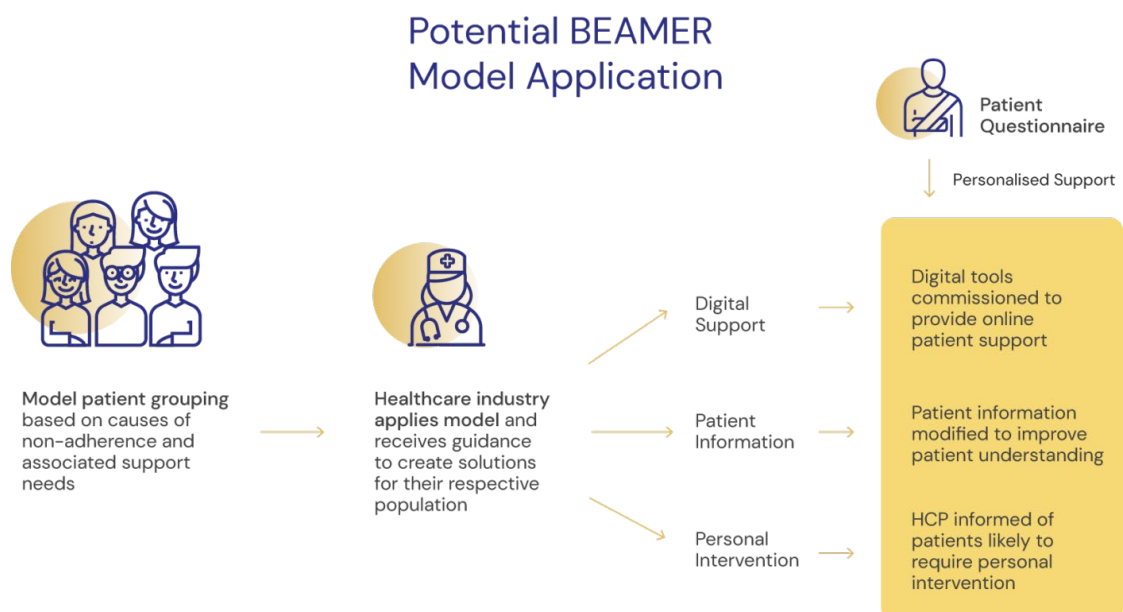 Potential BEAMER
Model Application
Patient
Questionnaire
Personalised Support
Model patient grouping
based on causes of
non-adherence and
associated support
needs
Healthcare industry
applies model and
receives guidance
to create solutions
for their respective
population
Digital
Support
Patient
Information
Personal
Intervention
Digital tools
commissioned to
provide online
patient support
Patient information
modified to improve
patient understanding
HCP informed of
patients likely to
require personal
intervention